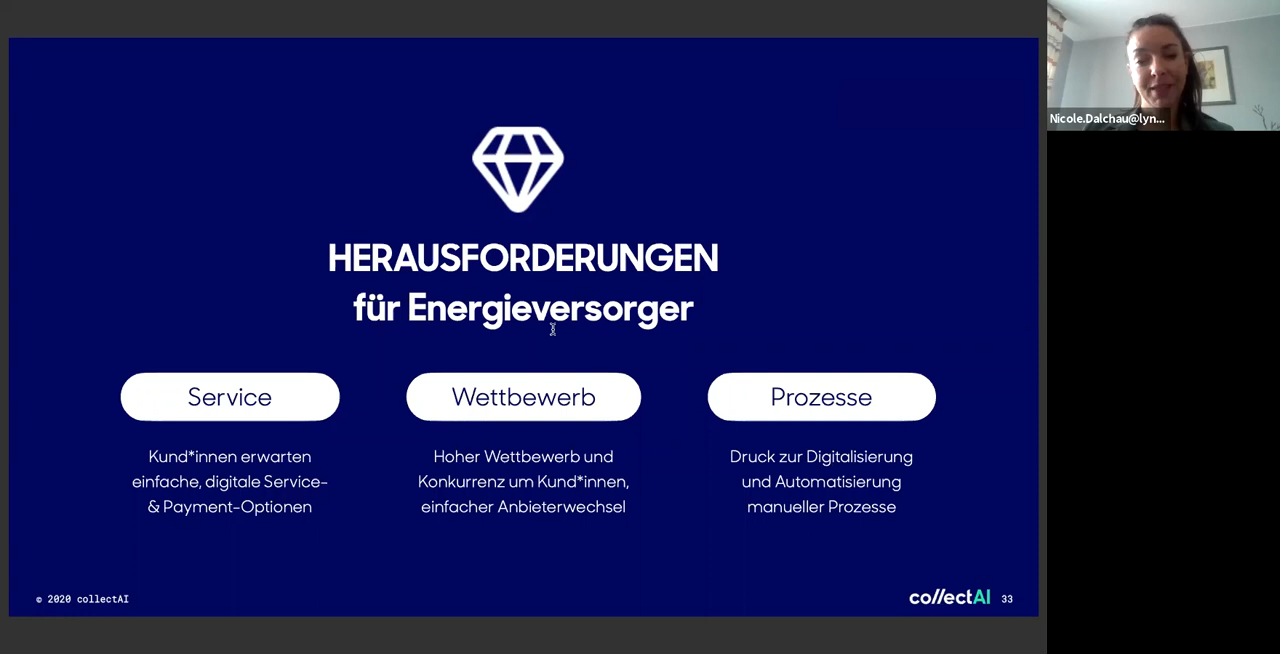 HERAUSFORDERUNGEN
für Energieversorger
Service
Kund*innen erwarten
einfache, digitale Service-
& Payment-Optionen
Wettbewerb
Hoher Wettbewerb und
Konkurrenz um Kund*innen,
einfacher Anbieterwechsel
Prozesse
Druck zur Digitalisierung
und Automatisierung
manueller Prozesse
© 2020 collectAI
collectAI
33
Nicole.Dalchau@lyn...